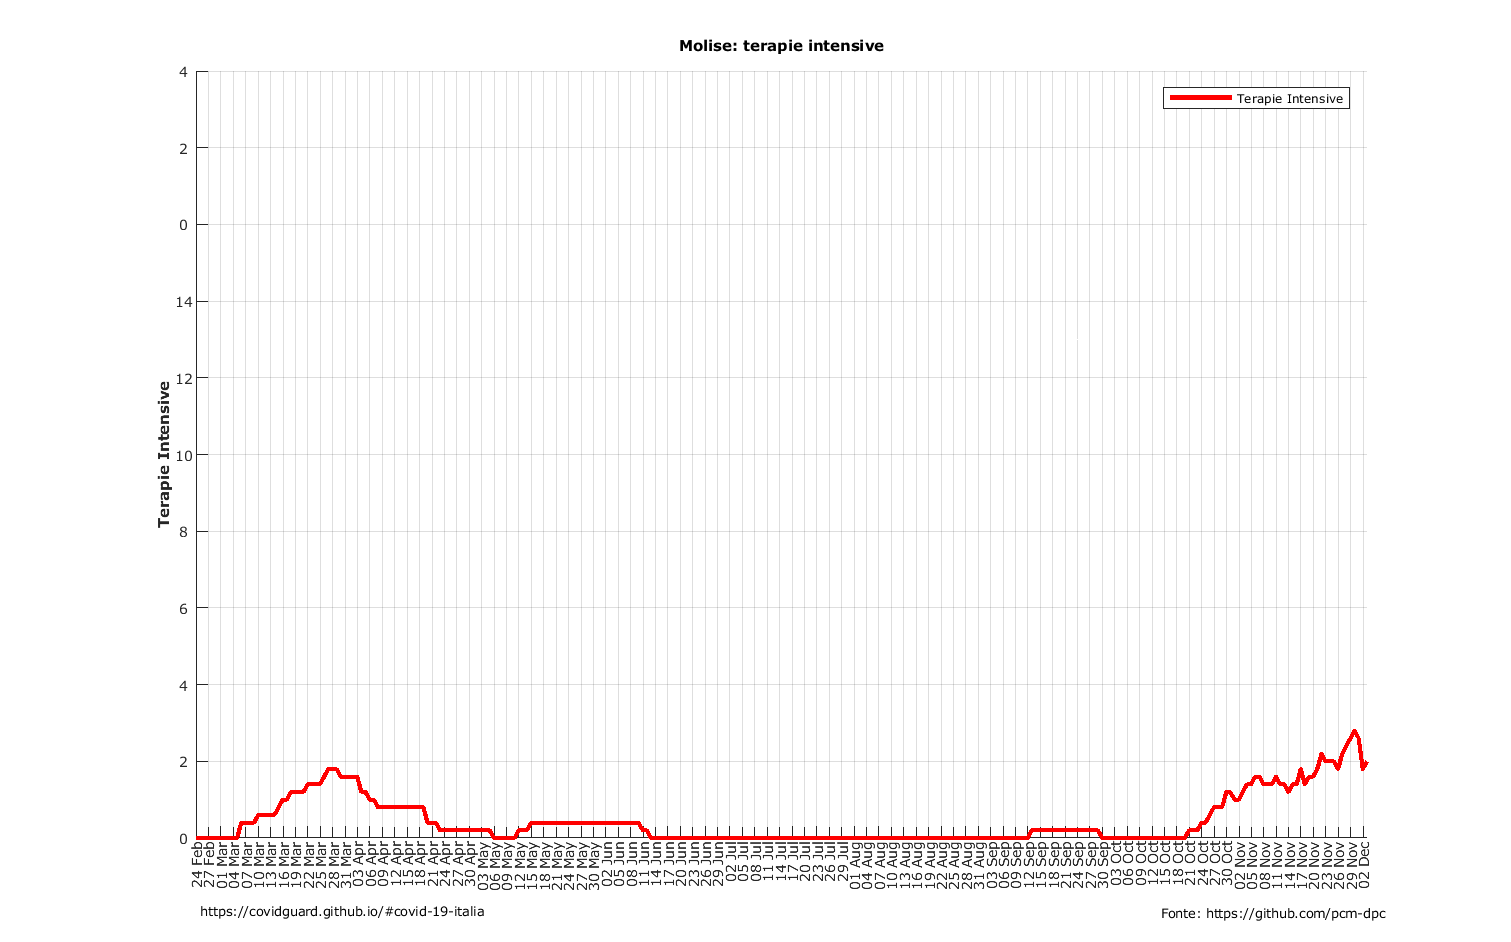 Molise: terapie intensive
4
2
0
14
12
10
8
6
4
2
0
Terapie Intensive
Terapie Intensive
24 Feb
27 Feb
01 Mar
04 Mar
07 Mar
10 Mar
13 Mar
16 Mar
19 Mar
22 Mar
25 Mar
28 Mar
31 Mar
03 Apr
06 Apr
09 Apr
12 Apr
15 Apr
18 Apr
21 Apr
24 Apr
27 Apr
30 Apr
03 May
06 May
09 May
12 May
15 May
18 May
21 May
24 May
27 May
30 May
02 Jun
05 Jun
08 Jun
11 Jun
14 Jun
17 Jun
20 Jun
23 Jun
26 Jun
29 Jun
02 Jul
05 Jul
08 Jul
11 Jul
14 Jul
17 Jul
20 Jul
23 Jul
26 Jul
29 Jul
01 Aug
04 Aug
07 Aug
10 Aug
13 Aug
16 Aug
19 Aug
22 Aug
25 Aug
28 Aug
31 Aug
03 Sep
06 Sep
09 Sep
12 Sep
15 Sep
18 Sep
21 Sep
24 Sep
27 Sep
30 Sep
03 Oct
06 Oct
09 Oct
12 Oct
15 Oct
18 Oct
21 Oct
24 Oct
27 Oct
30 Oct
02 Nov
05 Nov
08 Nov
11 Nov
14 Nov
17 Nov
20 Nov
23 Nov
26 Nov
29 Nov
02 Dec
https://covidguard.github.io/#covid-19-italia
Fonte: https://github.com/pcm-dpc